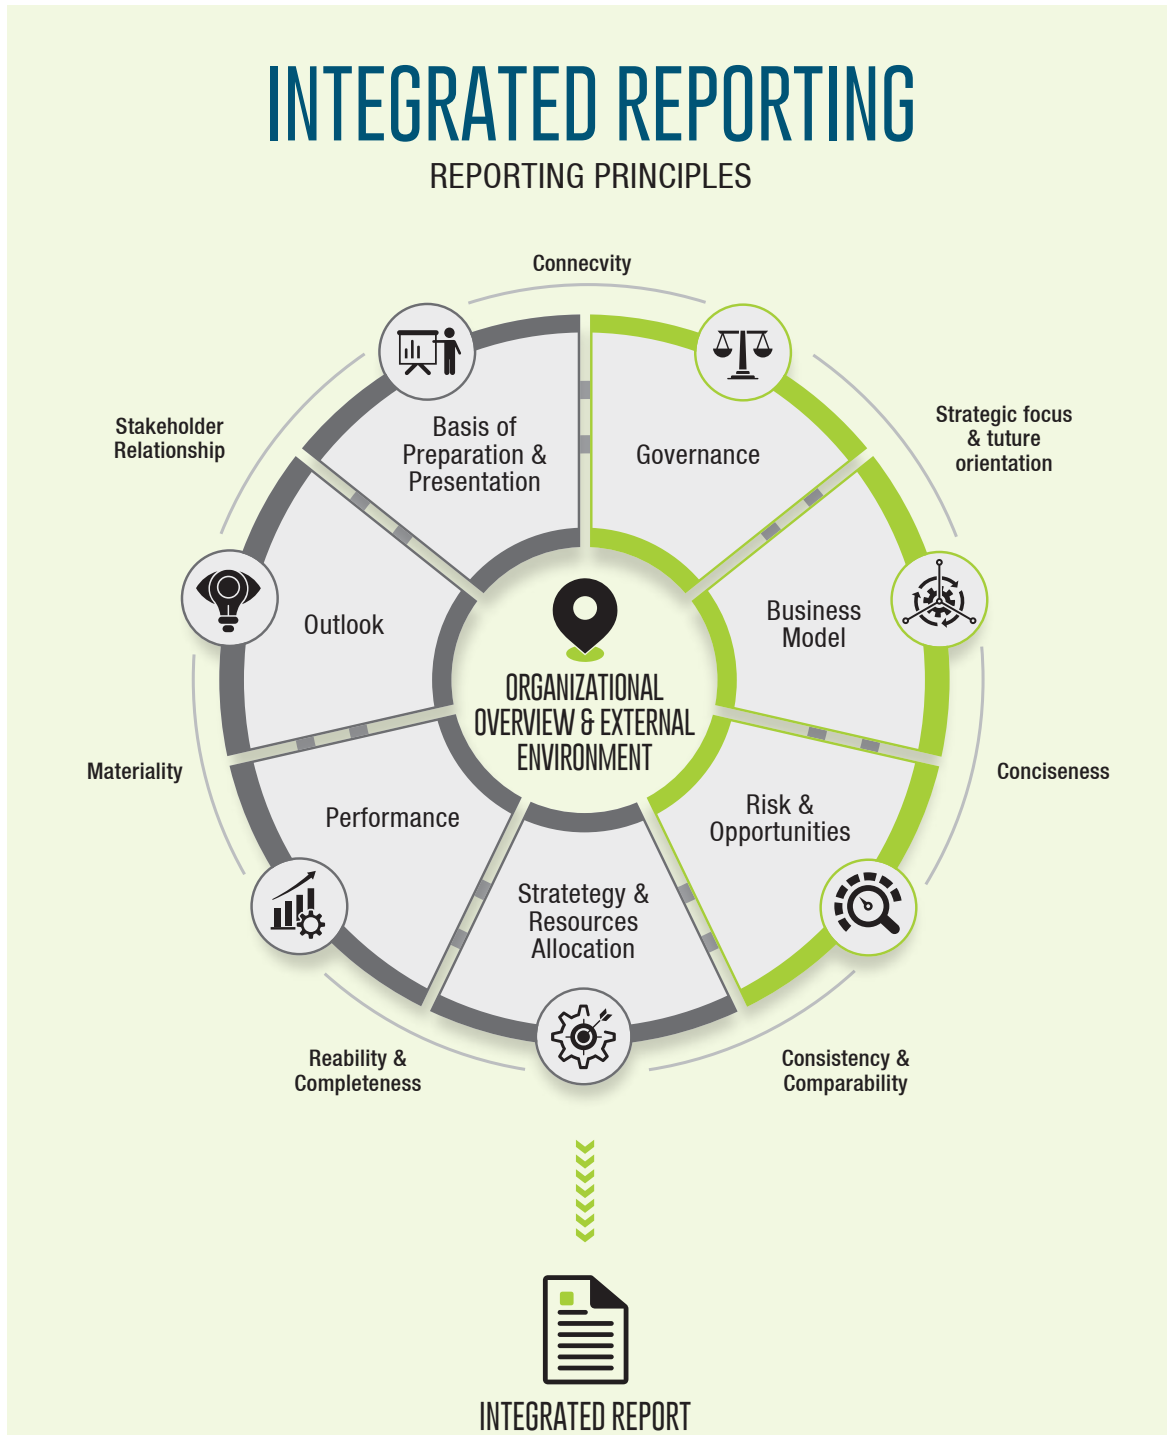 INTEGRATED REPORTING
REPORTING PRINCIPLES
Connecvity
Stakeholder
Relationship
Strategic focus
& tuture
orientation
Basis of
Preparation &
Presentation
Governance
Outlook
Business
Model
ORGANIZATIONAL
OVERVIEW & EXTERNAL
ENVIRONMENT
Materiality
Conciseness
Performance
Risk &
Opportunities
Stratetegy &
Resources
Allocation
Reability &
Completeness
Consistency &
Comparability
INTEGRATED REPORT